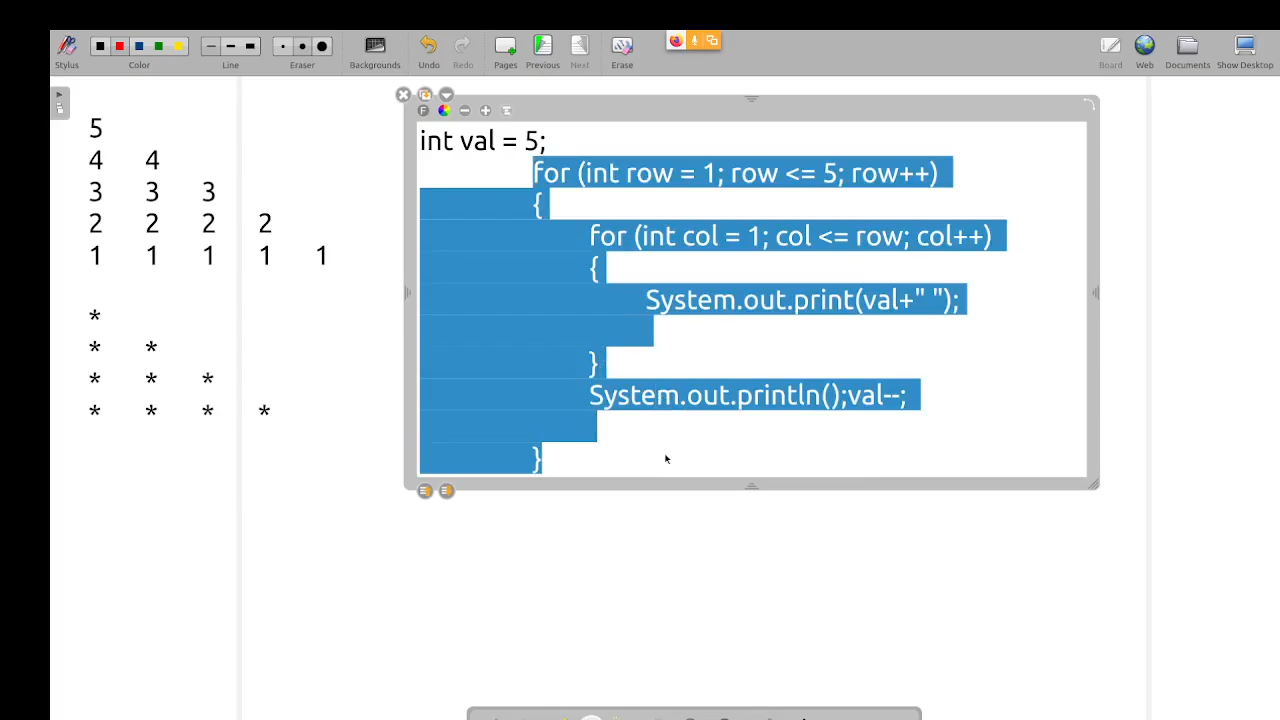 Stylus Color Line Eraser Backgrounds Undo Redo Pages Previous Next Erase Board Web Documents Show Desktop
5
4 4
3 3 3
2 2 2 2
1 1 1 1 1
*
* *
* * *
* * * *
F
int val = 5;
for (int row = 1; row <= 5; row++)
{
for (int col = 1; col <= row; col++)
{
System.out.print(val+" ");
}
System.out.println();val--;
}